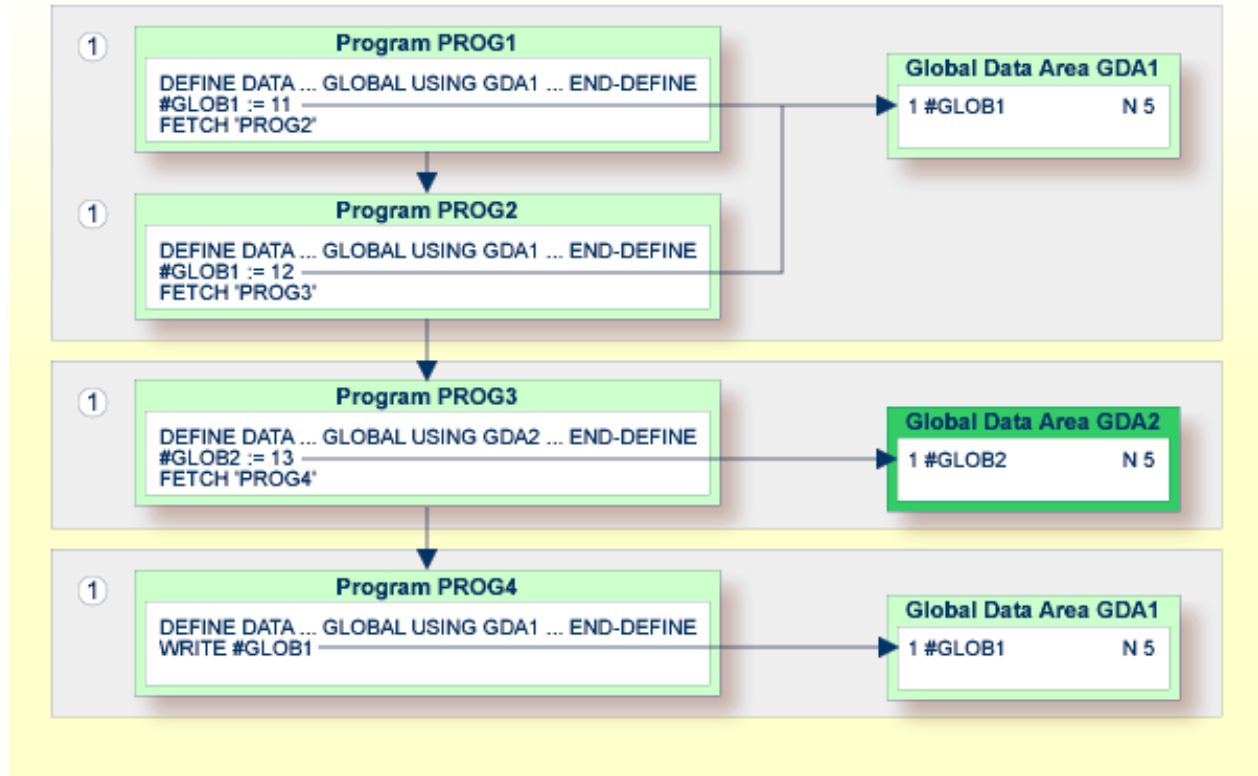 ①
Program PROG1
DEFINE DATA ... GLOBAL USING GDA1 ... END-DEFINE
#GLOB1 := 11
FETCH 'PROG2'
Global Data Area GDA1
1 #GLOB1 N 5
①
Program PROG2
DEFINE DATA ... GLOBAL USING GDA1 ... END-DEFINE
#GLOB1 := 12
FETCH 'PROG3'
①
Program PROG3
DEFINE DATA ... GLOBAL USING GDA2 ... END-DEFINE
#GLOB2 := 13
FETCH 'PROG4'
Global Data Area GDA2
1 #GLOB2 N 5
①
Program PROG4
DEFINE DATA ... GLOBAL USING GDA1 ... END-DEFINE
WRITE #GLOB1
Global Data Area GDA1
1 #GLOB1 N 5